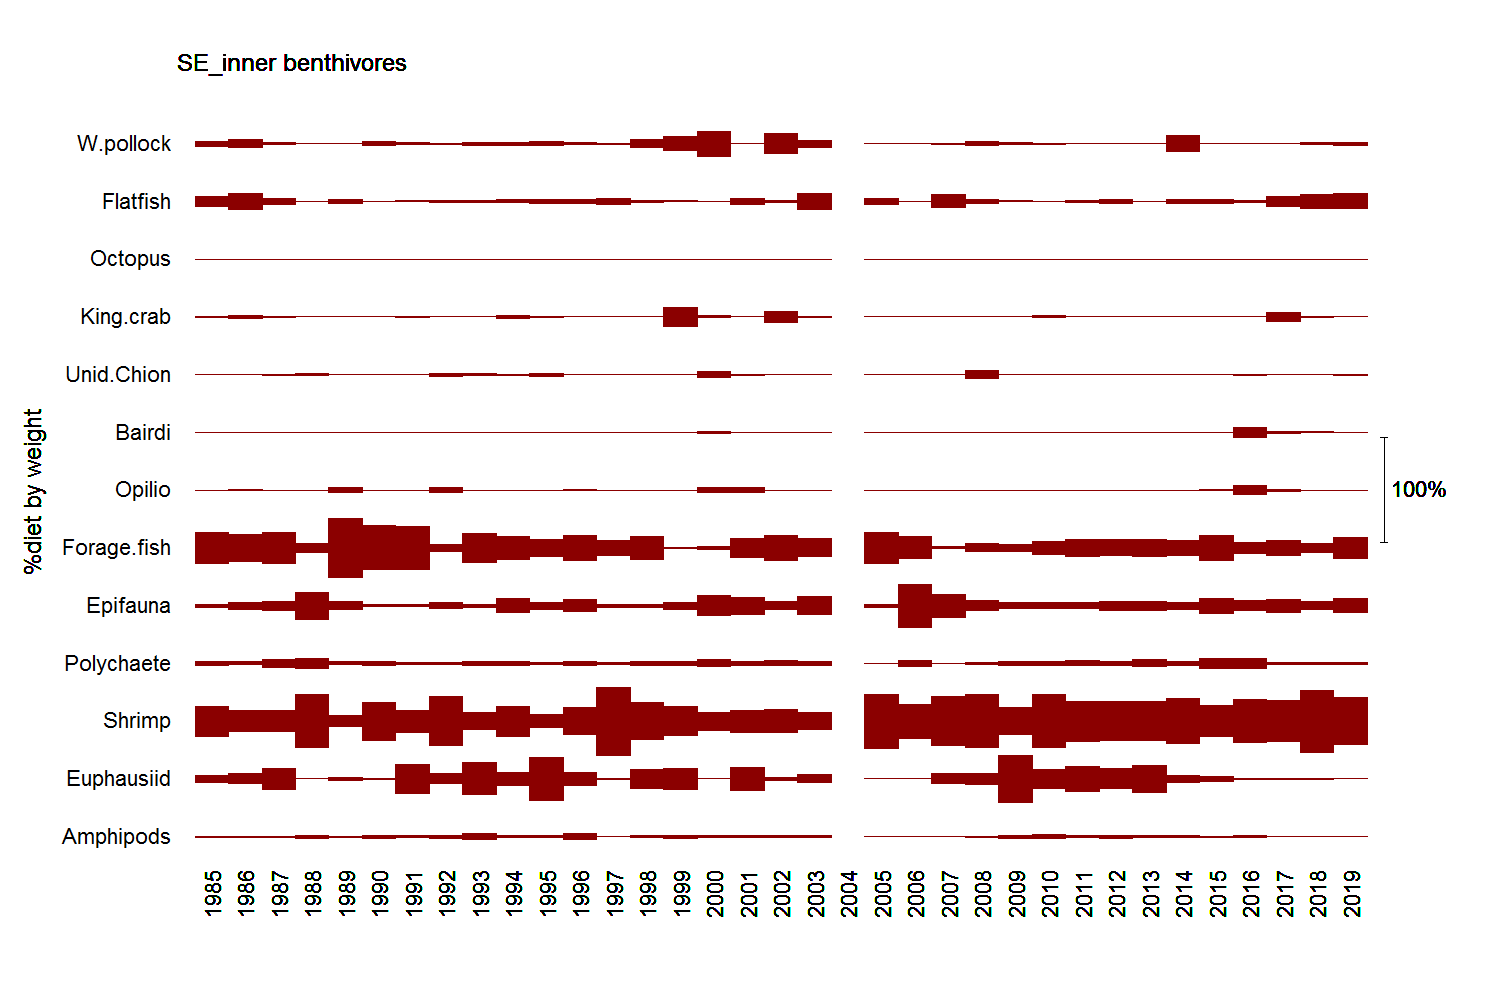 SE_inner benthivores
%diet by weight
W.pollock
Flatfish
Octopus
King.crab
Unid.Chion
Bairdi
Opilio
Forage.fish
Epifauna
Polychaete
Shrimp
Euphausiid
Amphipods
100%
1985
1986
1987
1988
1989
1990
1991
1992
1993
1994
1995
1996
1997
1998
1999
2000
2001
2002
2003
2004
2005
2006
2007
2008
2009
2010
2011
2012
2013
2014
2015
2016
2017
2018
2019